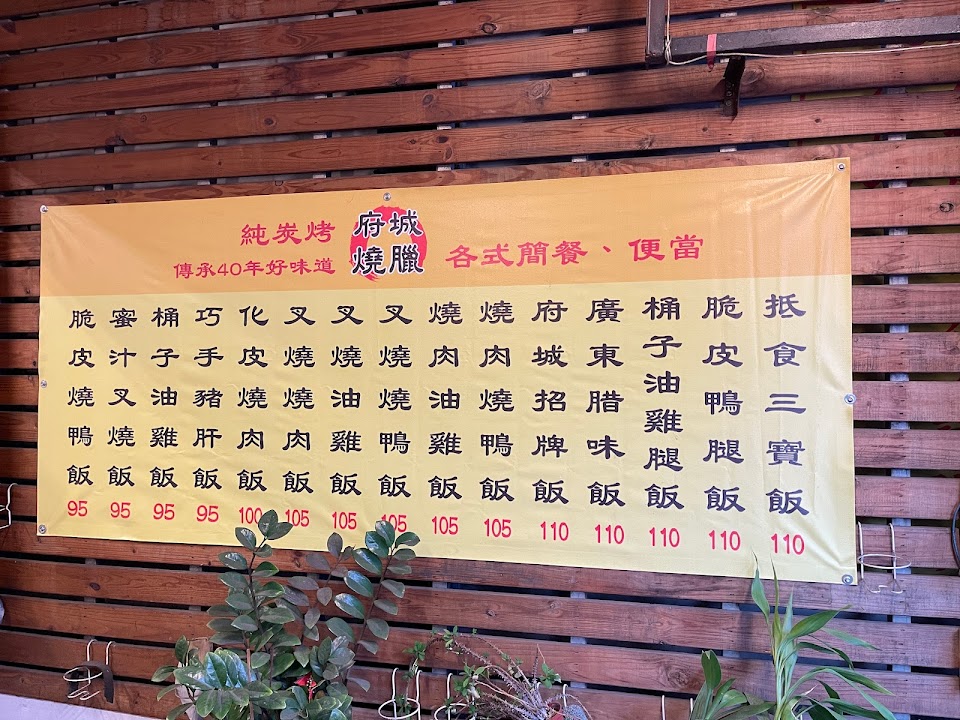 純炭烤
傳承40年好味道
府城
燒臘
各式簡餐、便當
脆皮燒鴨飯 95
蜜汁叉燒飯 95
桶子油雞飯 95
巧手豬肝飯 95
化皮燒肉飯 100
叉燒燒肉飯 105
叉燒油雞飯 105
叉燒燒鴨飯 105
燒肉油雞飯 105
燒肉燒鴨飯 105
府城招牌飯 110
廣東腊味飯 110
桶子油雞腿飯 110
脆皮鴨腿飯 110
抵食三寶飯 110